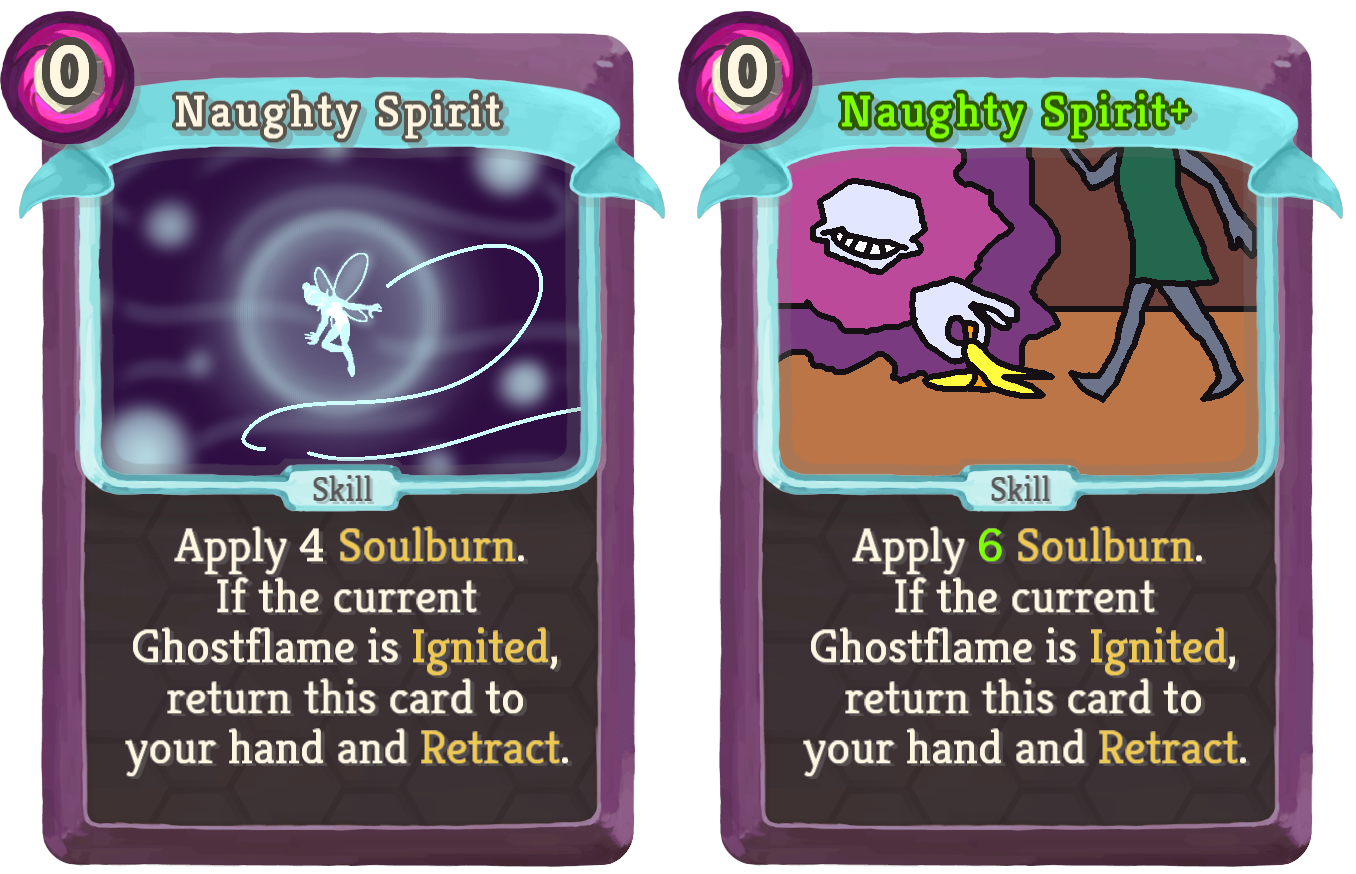 0
Naughty Spirit
Skill
Apply 4 Soulburn.
If the current
Ghostflame is Ignited,
return this card to
your hand and Retract.
0
Naughty Spirit+
Skill
Apply 6 Soulburn.
If the current
Ghostflame is Ignited,
return this card to
your hand and Retract.